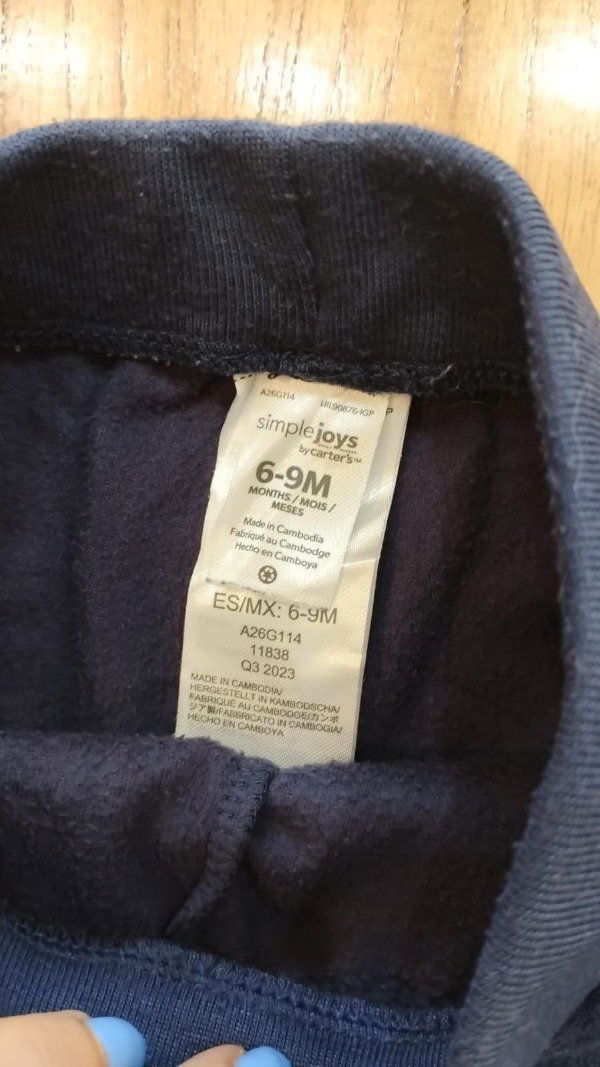 A26G114
simple joys
by carter's™
6-9M
MONTHS / MOIS /
MESES
Made in Cambodia
Fabriqué au Cambodge
Hecho en Camboya
ES/MX: 6-9M
A26G114
11838
Q3 2023
MADE IN CAMBODIA/
HERGESTELLT IN KAMBODSCHA/
FABRIQUÉ AU CAMBODGE/カンボ
ジア製/FABBRICATO IN CAMBOGIA/
HECHO EN CAMBOYA